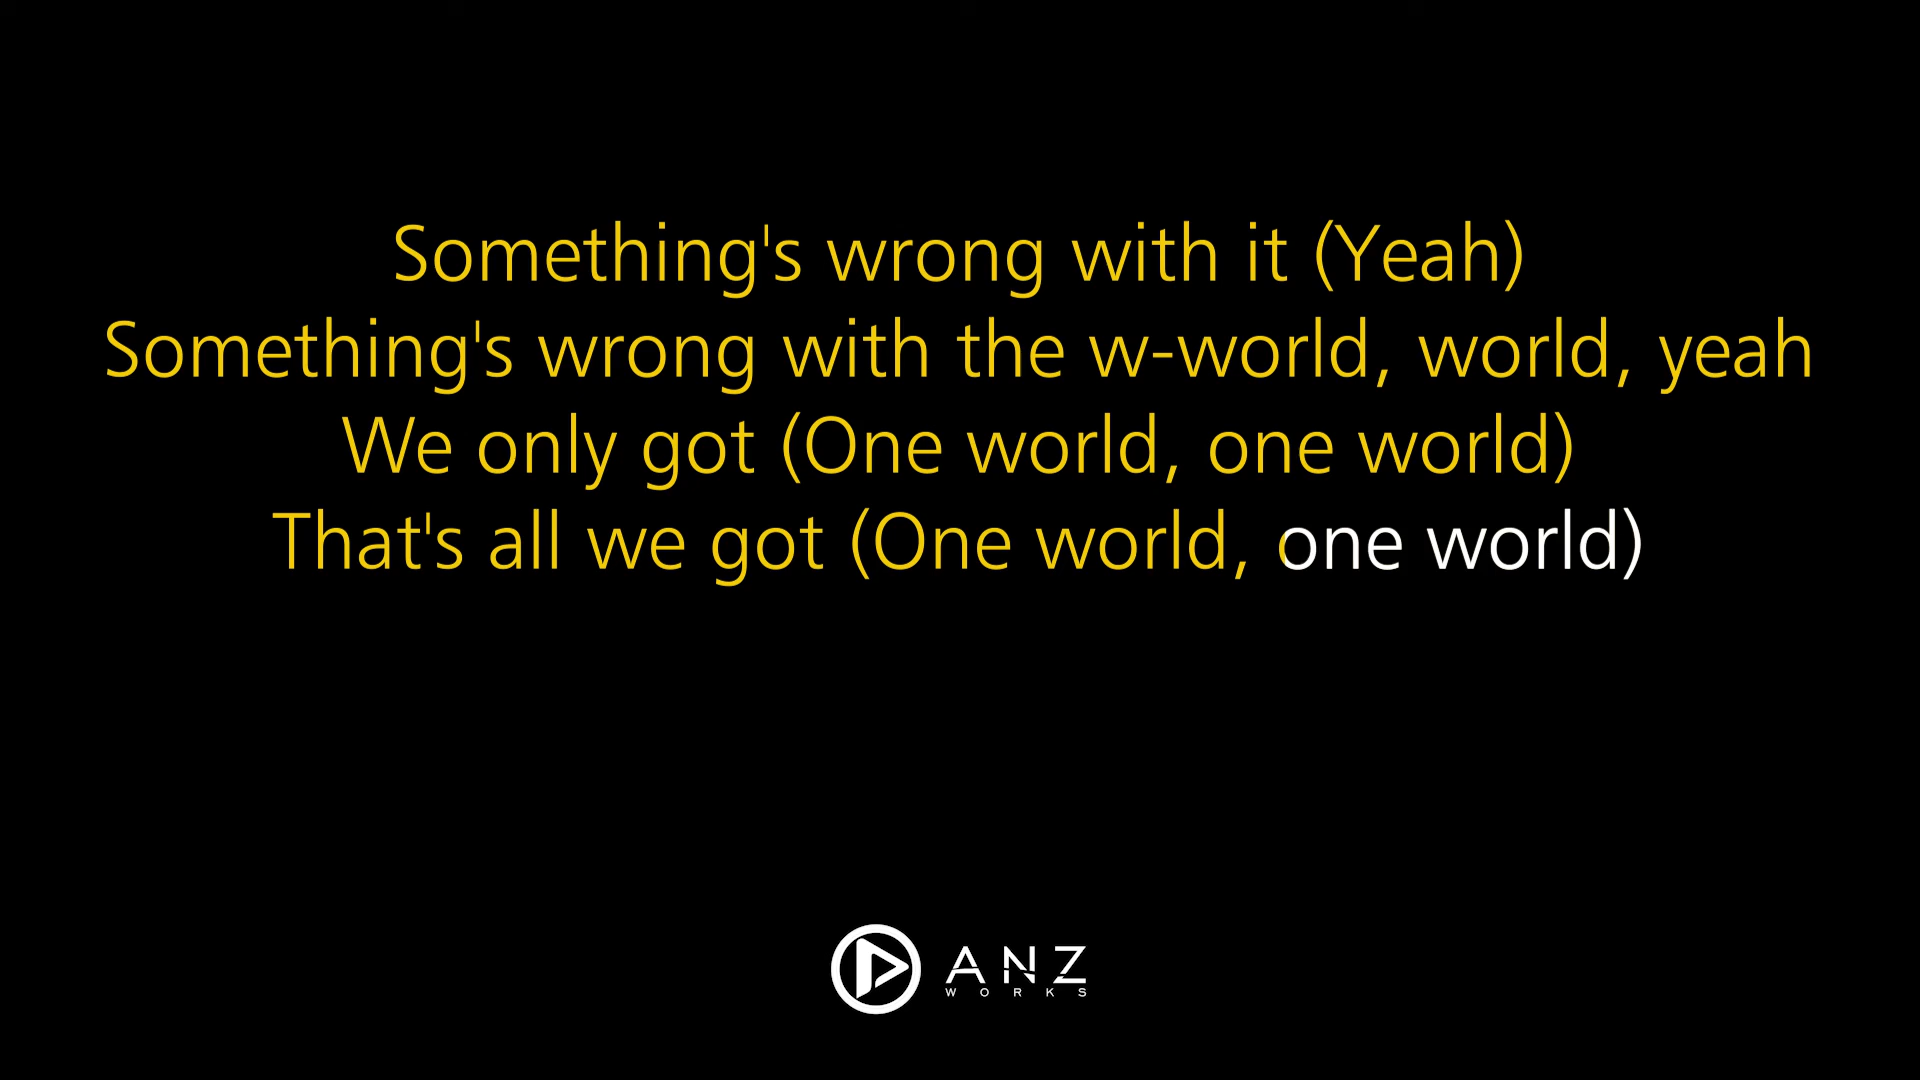 Something's wrong with it (Yeah)
Something's wrong with the w-world, world, yeah
We only got (One world, one world)
That's all we got (One world, one world)
ANZ
WORKS